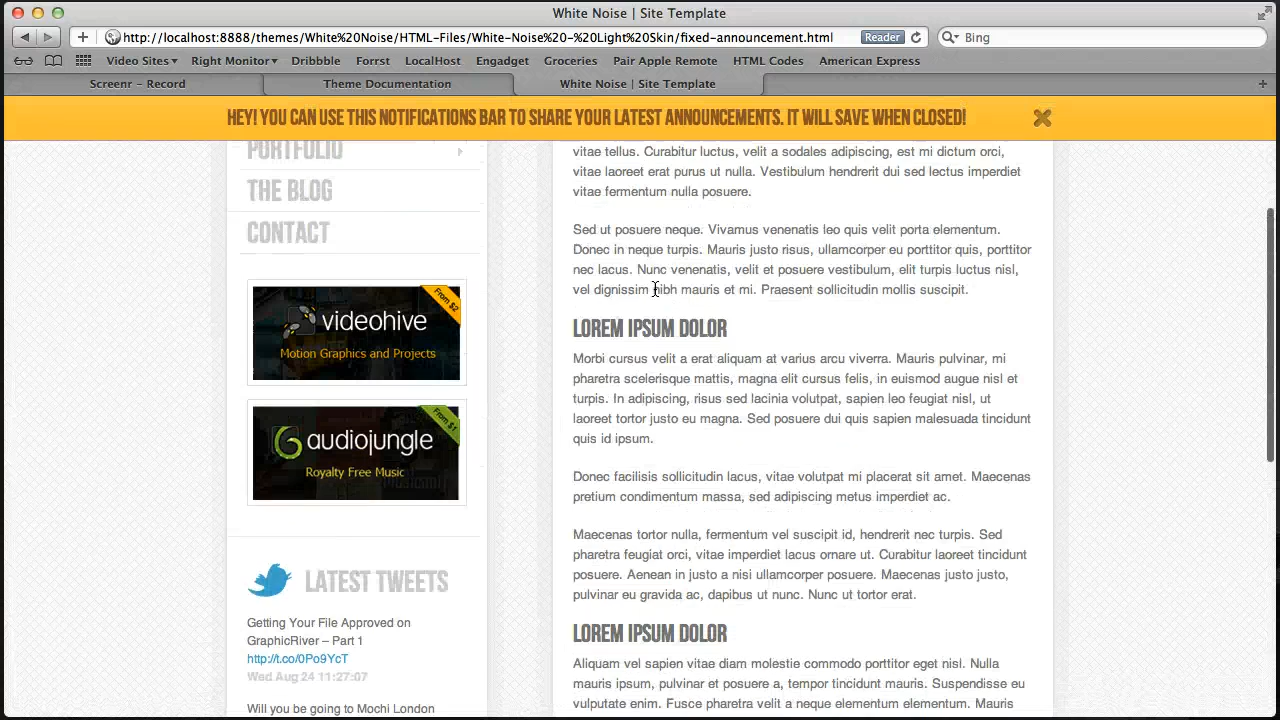 White Noise | Site Template
http://localhost:8888/themes/White%20Noise/HTML-Files/White-Noise%20-%20Light%20Skin/fixed-announcement.html
Reader
Bing
Video Sites▾ Right Monitor▾ Dribbble Forrst LocalHost Engadget Groceries Pair Apple Remote HTML Codes American Express
Screenr – Record
Theme Documentation
White Noise | Site Template
HEY! YOU CAN USE THIS NOTIFICATIONS BAR TO SHARE YOUR LATEST ANNOUNCEMENTS. IT WILL SAVE WHEN CLOSED!
PORTFOLIO
THE BLOG
CONTACT
From $2
videohive
Motion Graphics and Projects
From $1
audiojungle
Royalty Free Music
LATEST TWEETS
Getting Your File Approved on
GraphicRiver – Part 1
http://t.co/0Po9YcT
Wed Aug 24 11:27:07
Will you be going to Mochi London
vitae tellus. Curabitur luctus, velit a sodales adipiscing, est mi dictum orci,
vitae laoreet erat purus ut nulla. Vestibulum hendrerit dui sed lectus imperdiet
vitae fermentum nulla posuere.
Sed ut posuere neque. Vivamus venenatis leo quis velit porta elementum.
Donec in neque turpis. Mauris justo risus, ullamcorper eu porttitor quis, porttitor
nec lacus. Nunc venenatis, velit et posuere vestibulum, elit turpis luctus nisl,
vel dignissim nibh mauris et mi. Praesent sollicitudin mollis suscipit.
LOREM IPSUM DOLOR
Morbi cursus velit a erat aliquam at varius arcu viverra. Mauris pulvinar, mi
pharetra scelerisque mattis, magna elit cursus felis, in euismod augue nisl et
turpis. In adipiscing, risus sed lacinia volutpat, sapien leo feugiat nisl, ut
laoreet tortor justo eu magna. Sed posuere dui quis sapien malesuada tincidunt
quis id ipsum.
Donec facilisis sollicitudin lacus, vitae volutpat mi placerat sit amet. Maecenas
pretium condimentum massa, sed adipiscing metus imperdiet ac.
Maecenas tortor nulla, fermentum vel suscipit id, hendrerit nec turpis. Sed
pharetra feugiat orci, vitae imperdiet lacus ornare ut. Curabitur laoreet tincidunt
posuere. Aenean in justo a nisi ullamcorper posuere. Maecenas justo justo,
pulvinar eu gravida ac, dapibus ut nunc. Nunc ut tortor erat.
LOREM IPSUM DOLOR
Aliquam vel sapien vitae diam molestie commodo porttitor eget nisl. Nulla
mauris ipsum, pulvinar et posuere a, tempor tincidunt mauris. Suspendisse eu
vulputate enim. Fusce pharetra velit a neque elementum elementum. Mauris